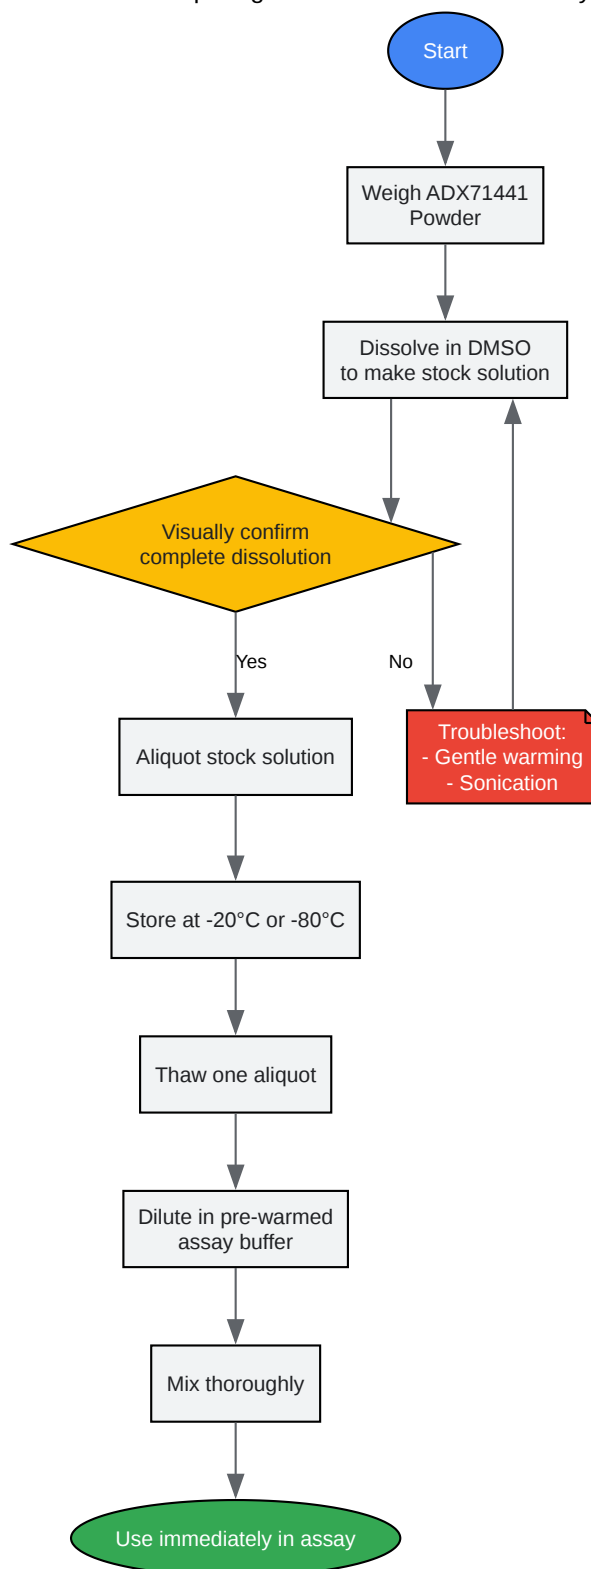 Start
Weigh ADX71441
Powder
Dissolve in DMSO
to make stock solution
Visually confirm
complete dissolution
Yes
No
Troubleshoot:
- Gentle warming
- Sonication
Aliquot stock solution
Store at -20°C or -80°C
Thaw one aliquot
Dilute in pre-warmed
assay buffer
Mix thoroughly
Use immediately in assay